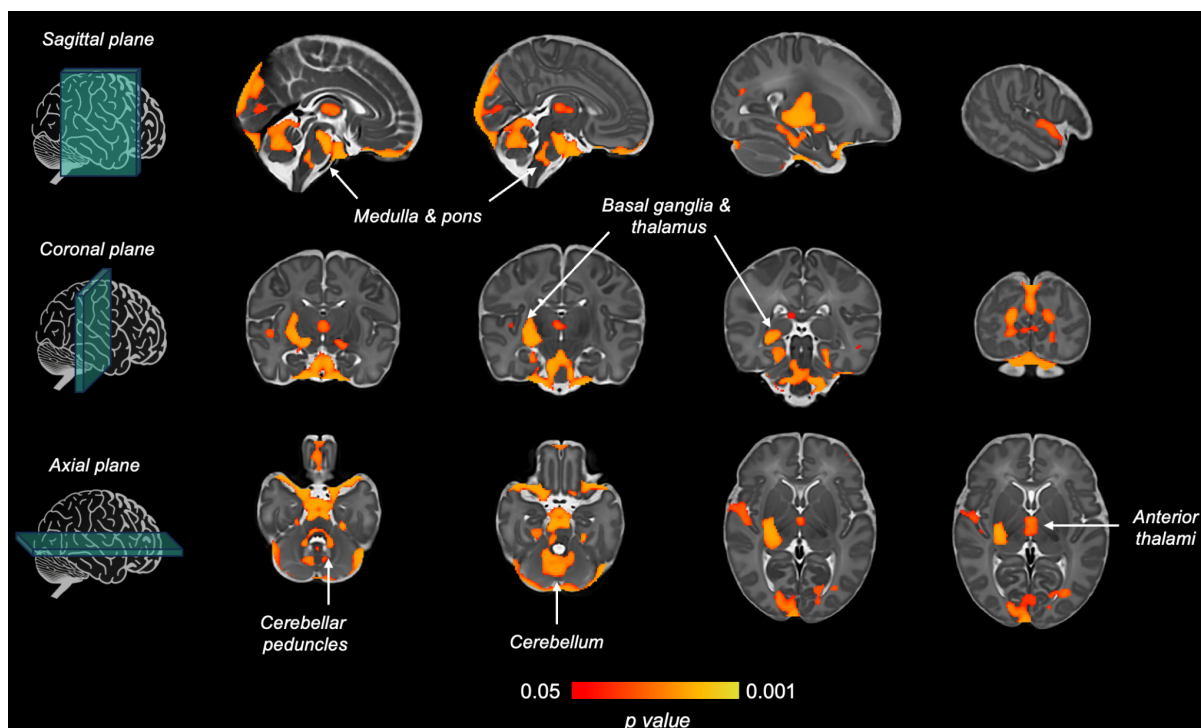 Sagittal plane
Medulla & pons
Basal ganglia &
thalamus
Coronal plane
Axial plane
Anterior
thalami
Cerebellar
peduncles
Cerebellum
0.05
0.001
p value